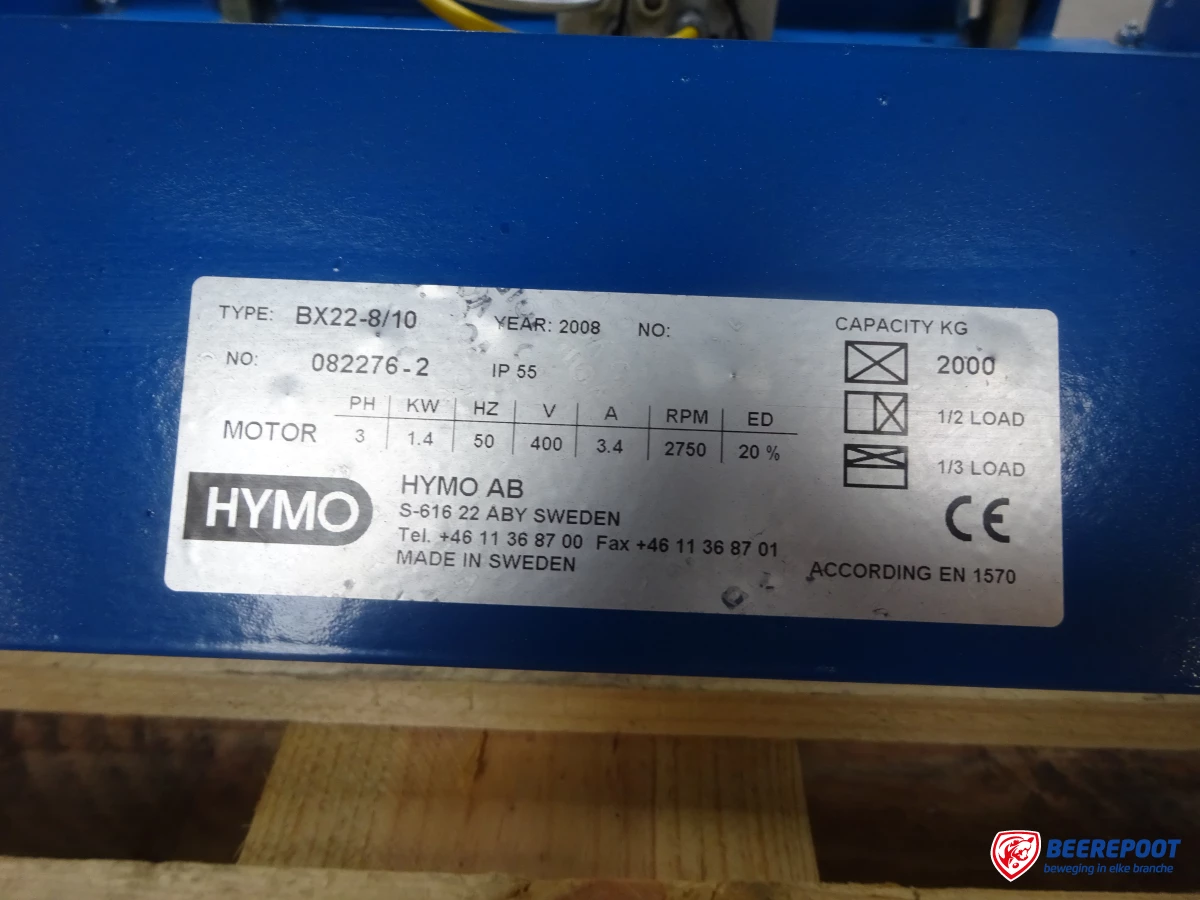 TYPE: BX22-8/10 YEAR: 2008 NO:
NO: 082276-2 IP 55
PH KW HZ V A RPM ED
MOTOR 3 1.4 50 400 3.4 2750 20 %
HYMO
HYMO AB
S-616 22 ABY SWEDEN
Tel. +46 11 36 87 00 Fax +46 11 36 87 01
MADE IN SWEDEN
CAPACITY KG
2000
1/2 LOAD
1/3 LOAD
CE
ACCORDING EN 1570
BEEREPOOT
beweging in elke branche